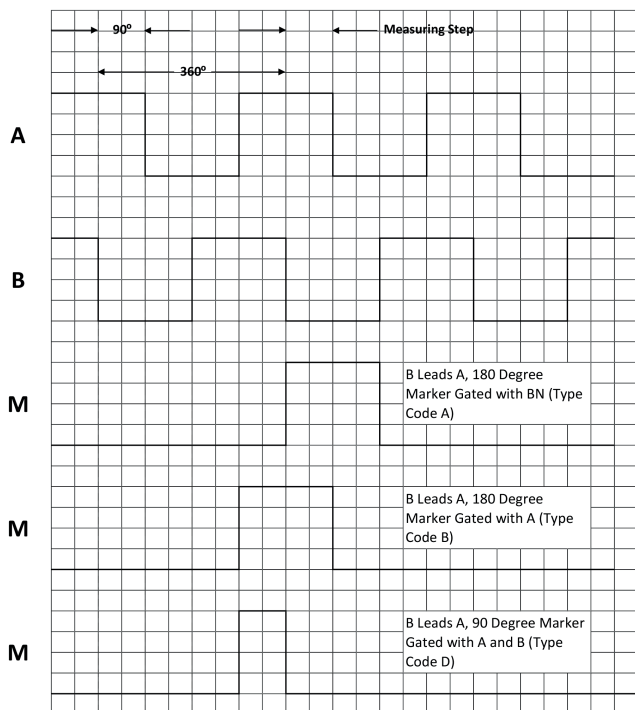 90º
Measuring Step
360º
A
B
M
B Leads A, 180 Degree
Marker Gated with BN (Type
Code A)
M
B Leads A, 180 Degree
Marker Gated with A (Type
Code B)
M
B Leads A, 90 Degree Marker
Gated with A and B (Type
Code D)